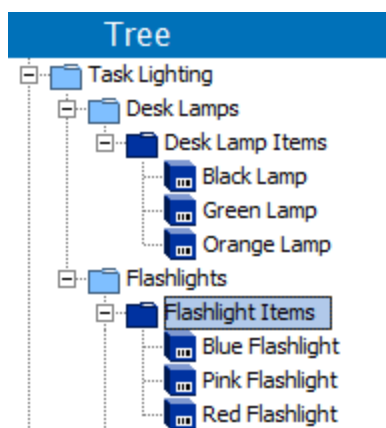 Tree
Task Lighting
Desk Lamps
Desk Lamp Items
Black Lamp
Green Lamp
Orange Lamp
Flashlights
Flashlight Items
Blue Flashlight
Pink Flashlight
Red Flashlight